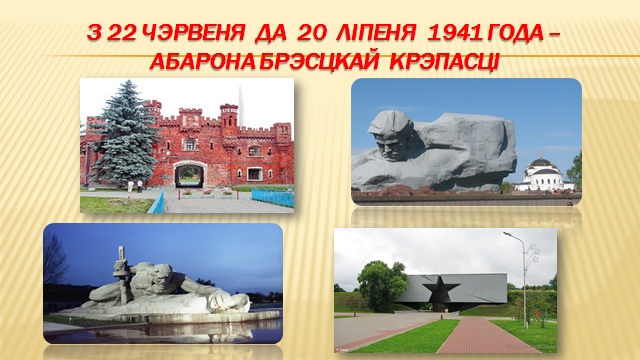 З 22 ЧЭРВЕНЯ ДА 20 ЛІПЕНЯ 1941 ГОДА –
АБАРОНА БРЭСЦКАЙ КРЭПАСЦІ